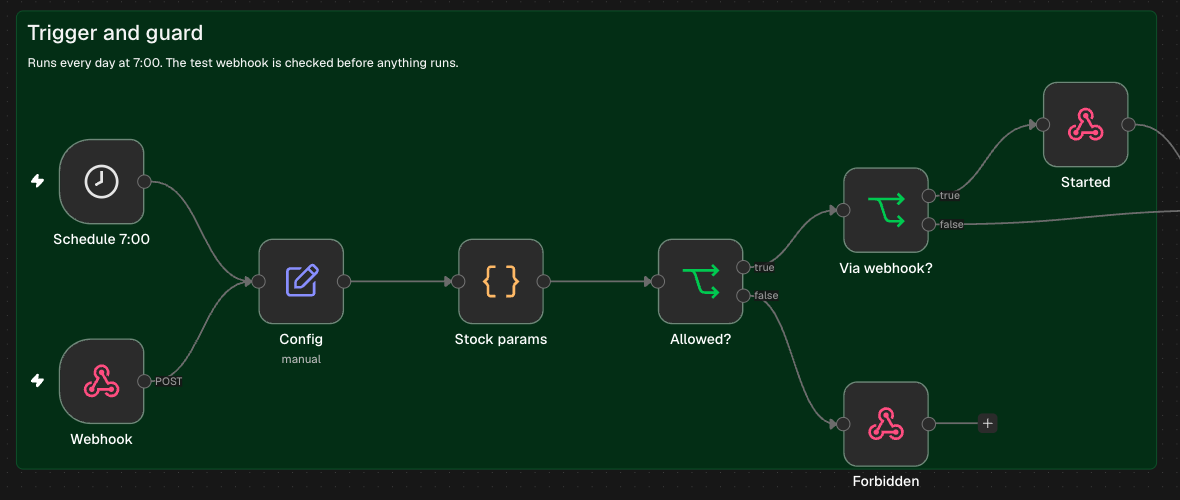 Trigger and guard
Runs every day at 7:00. The test webhook is checked before anything runs.
Started
true
false
Via webhook?
Schedule 7:00
true
false
Config
manual
Stock params
Allowed?
POST
Webhook
+
Forbidden